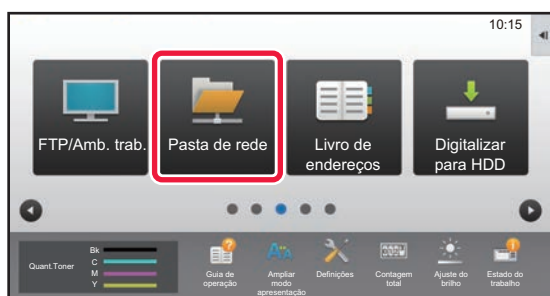 10:15
FTP/Amb. trab.
Pasta de rede
Livro de
endereços
Digitalizar
para HDD
Quant.Toner
Bk
C
M
Y
Guia de
operação
Ampliar
modo
apresentação
Definições
Contagem
total
Ajuste do
brilho
Estado do
trabalho